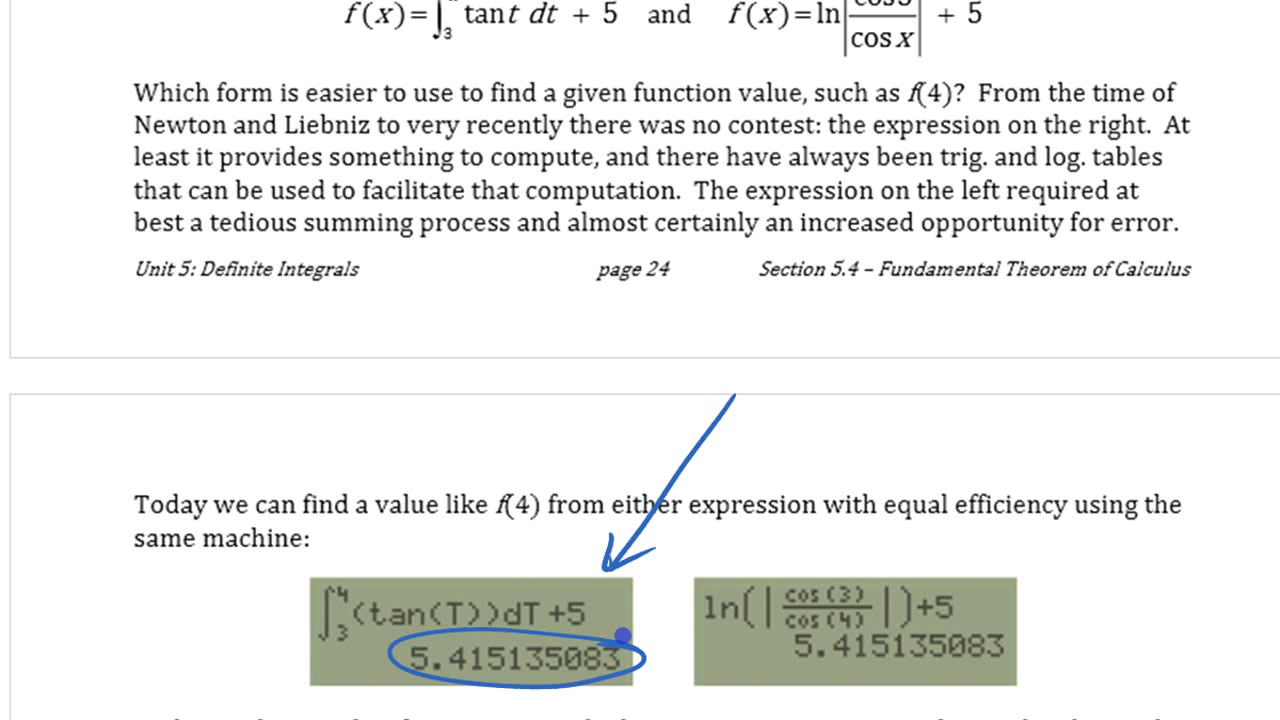 f(x)=∫₃ tan t dt + 5 and f(x)=ln|cos3/cos x| + 5
Which form is easier to use to find a given function value, such as f(4)? From the time of
Newton and Liebniz to very recently there was no contest: the expression on the right. At
least it provides something to compute, and there have always been trig. and log. tables
that can be used to facilitate that computation. The expression on the left required at
best a tedious summing process and almost certainly an increased opportunity for error.
Unit 5: Definite Integrals page 24 Section 5.4 – Fundamental Theorem of Calculus
Today we can find a value like f(4) from either expression with equal efficiency using the
same machine:
∫₃⁴(tan(T))dT+5
5.415135083
ln(|cos(3)/cos(4)|)+5
5.415135083